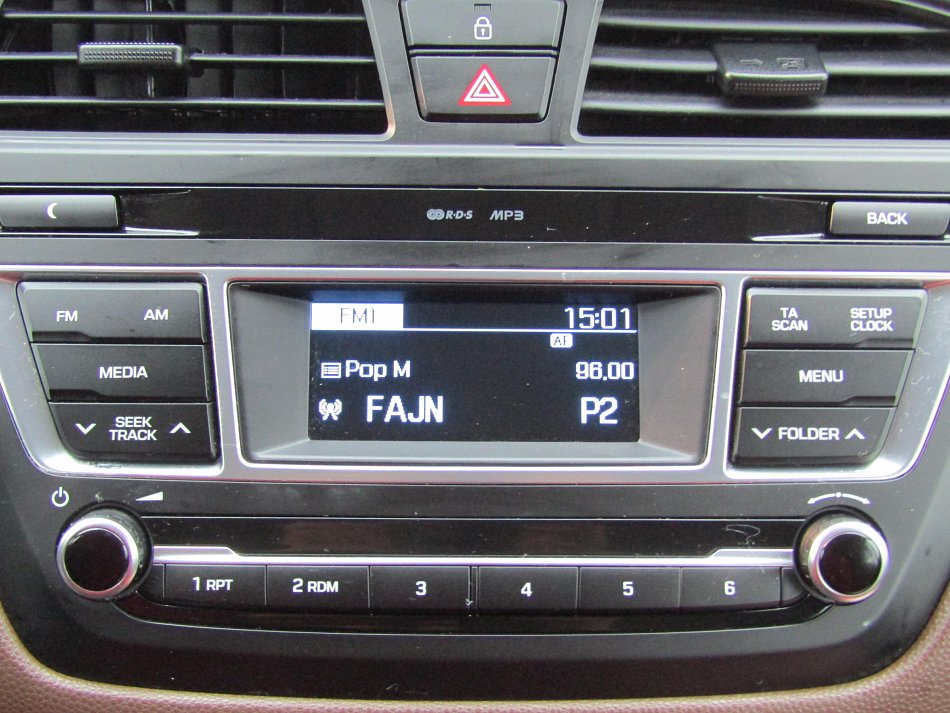 RDS MP3
BACK
FM AM
MEDIA
SEEK
TRACK
FM1 15:01
AF
Pop M 96.00
FAJN P2
TA
SCAN
SETUP
CLOCK
MENU
FOLDER
1 RPT 2 RDM 3 4 5 6